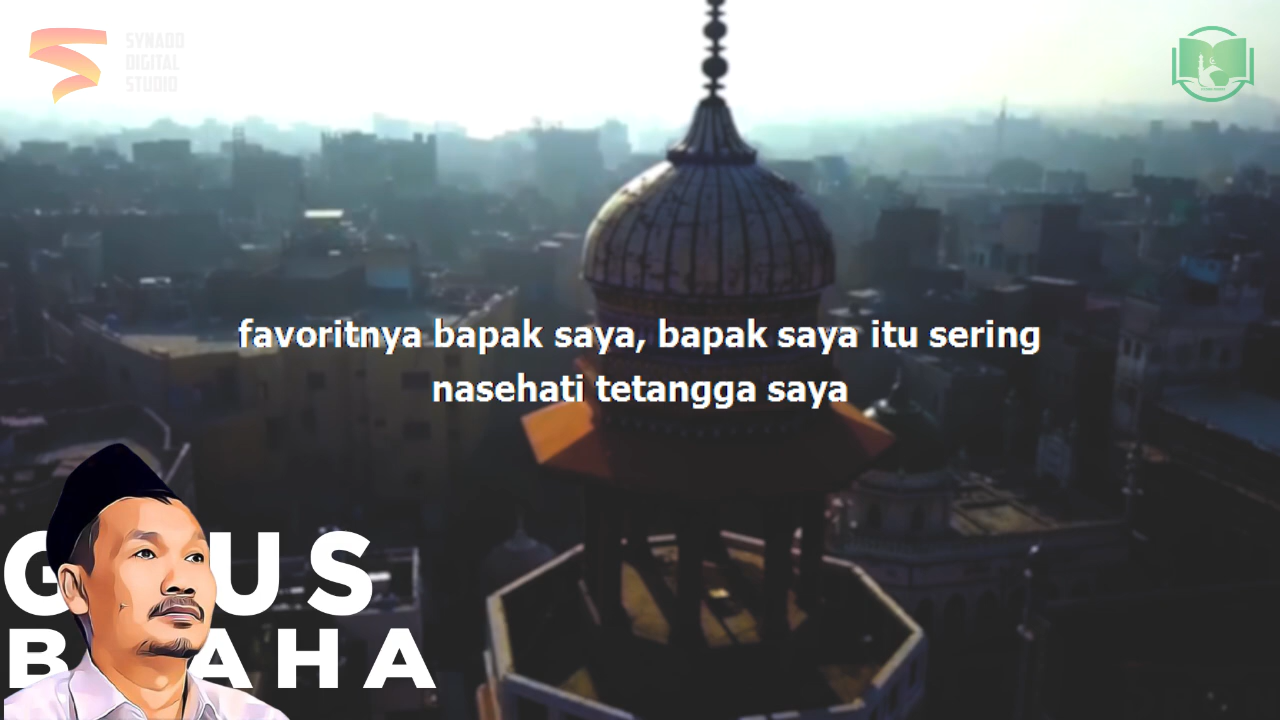 SYNADD
DIGITAL
STUDIO
favoritnya bapak saya, bapak saya itu sering
nasehati tetangga saya
GUS
BAHA